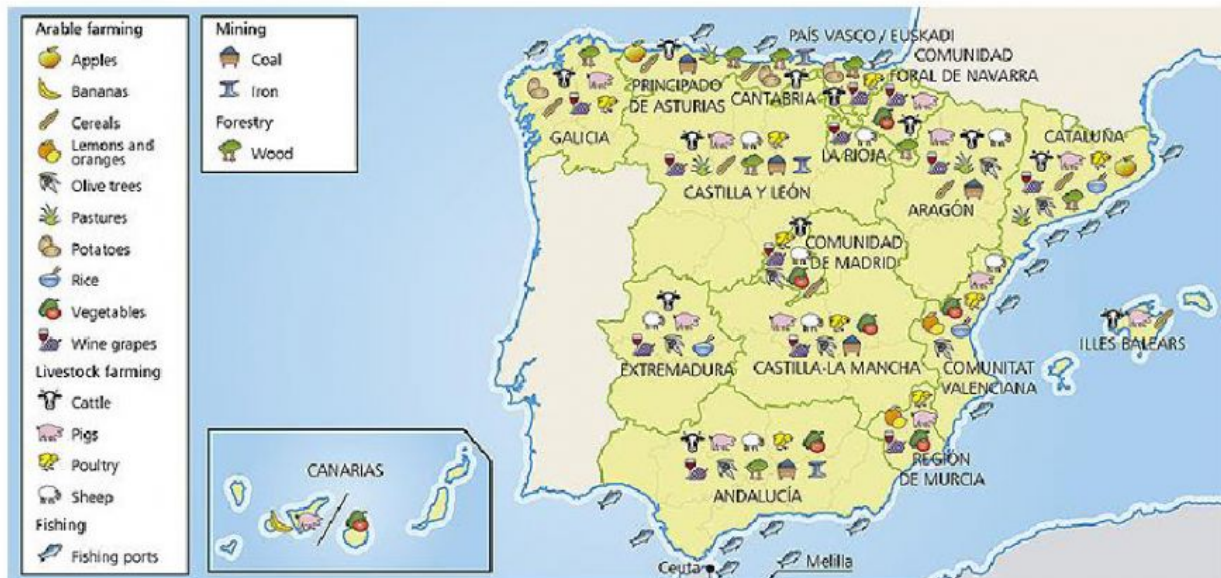 Arable farming
Apples
Bananas
Cereals
Lemons and
oranges
Olive trees
Pastures
Potatoes
Rice
Vegetables
Wine grapes
Livestock farming
Cattle
Pigs
Poultry
Sheep
Fishing
Fishing ports
Mining
Coal
Iron
Forestry
Wood
PAÍS VASCO / EUSKADI
COMUNIDAD
FORAL DE NAVARRA
PRINCIPADO
DE ASTURIAS
CANTABRIA
GALICIA
LA RIOJA
CATALUÑA
CASTILLA Y LEÓN
ARAGÓN
COMUNIDAD
DE MADRID
ILLES BALEARS
EXTREMADURA
CASTILLA-LA MANCHA
COMUNITAT
VALENCIANA
REGIÓN
DE MURCIA
ANDALUCÍA
CANARIAS
Ceuta
Melilla